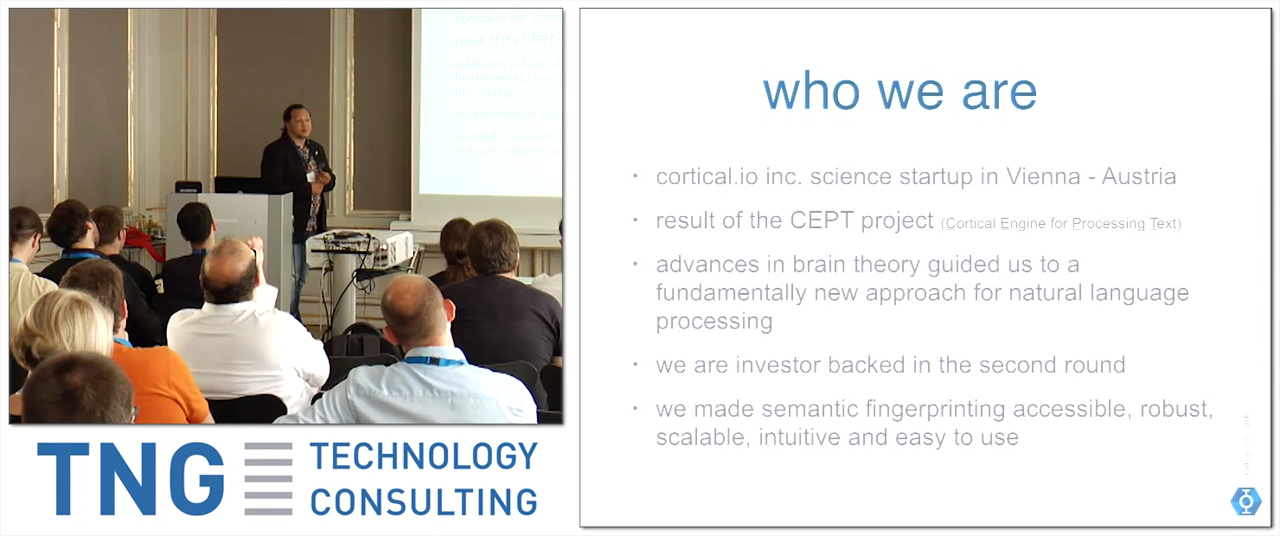 who we are
• cortical.io inc. science startup in Vienna - Austria
• result of the CEPT project (Cortical Engine for Processing Text)
• advances in brain theory guided us to a
fundamentally new approach for natural language
processing
• we are investor backed in the second round
• we made semantic fingerprinting accessible, robust,
scalable, intuitive and easy to use
TNG TECHNOLOGY
CONSULTING